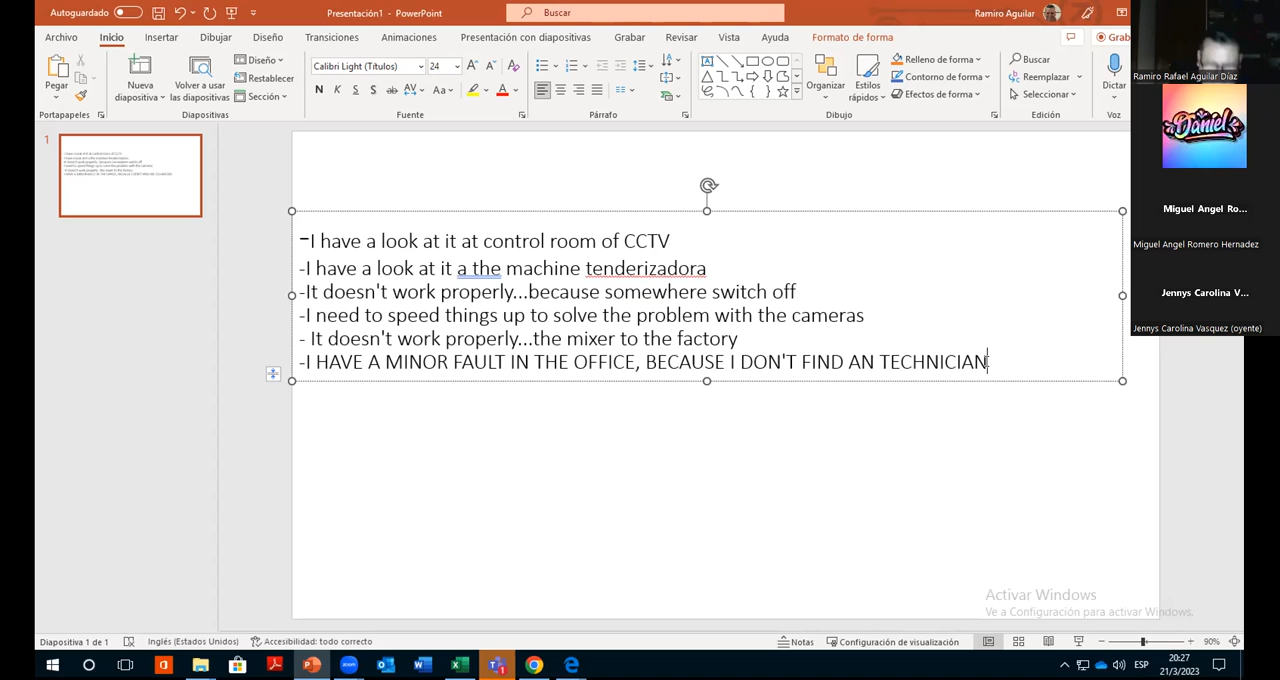 Autoguardado
Presentación1 - PowerPoint
Buscar
Ramiro Aguilar
Archivo Inicio Insertar Dibujar Diseño Transiciones Animaciones Presentación con diapositivas Grabar Revisar Vista Ayuda Formato de forma
Grab
Pegar
Nueva diapositiva
Volver a usar las diapositivas
Diseño
Restablecer
Sección
Calibri Light (Títulos) 24
N K S S ab AV Aa A
Organizar
Estilos rápidos
Relleno de forma
Contorno de forma
Efectos de forma
Buscar
Reemplazar
Seleccionar
Dictar
Portapapeles Diapositivas Fuente Párrafo Dibujo Edición Voz
1
-I have a look at it at control room of CCTV
-I have a look at it a the machine tenderizadora
-It doesn't work properly...because somewhere switch off
-I need to speed things up to solve the problem with the cameras
- It doesn't work properly...the mixer to the factory
-I HAVE A MINOR FAULT IN THE OFFICE, BECAUSE I DON'T FIND AN TECHNICIAN
Ramiro Rafael Aguilar Díaz
Daniel
Miguel Angel Ro...
Miguel Angel Romero Hernadez
Jennys Carolina V...
Jennys Carolina Vasquez (oyente)
Activar Windows
Ve a Configuración para activar Windows.
Diapositiva 1 de 1
Inglés (Estados Unidos)
Accesibilidad: todo correcto
Notas
Configuración de visualización
90%
ESP
20:27
21/3/2023